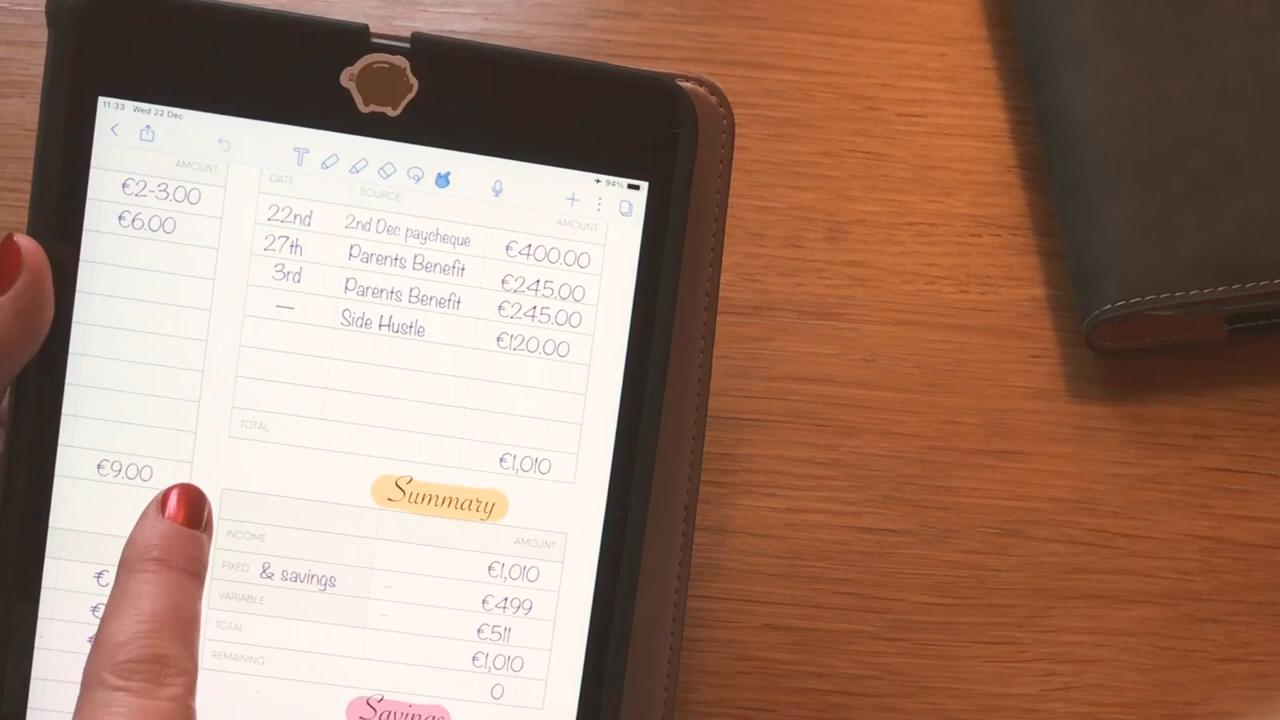 11:33 Wed 22 Dec
94%
AMOUNT
€2-3.00
€6.00
€9.00
€
€
DATE SOURCE AMOUNT
22nd 2nd Dec paycheque €400.00
27th Parents Benefit €245.00
3rd Parents Benefit €245.00
— Side Hustle €120.00
TOTAL €1,010
Summary
AMOUNT
INCOME €1,010
FIXED & savings - €499
VARIABLE - €511
TOTAL €1,010
REMAINING 0
Savings